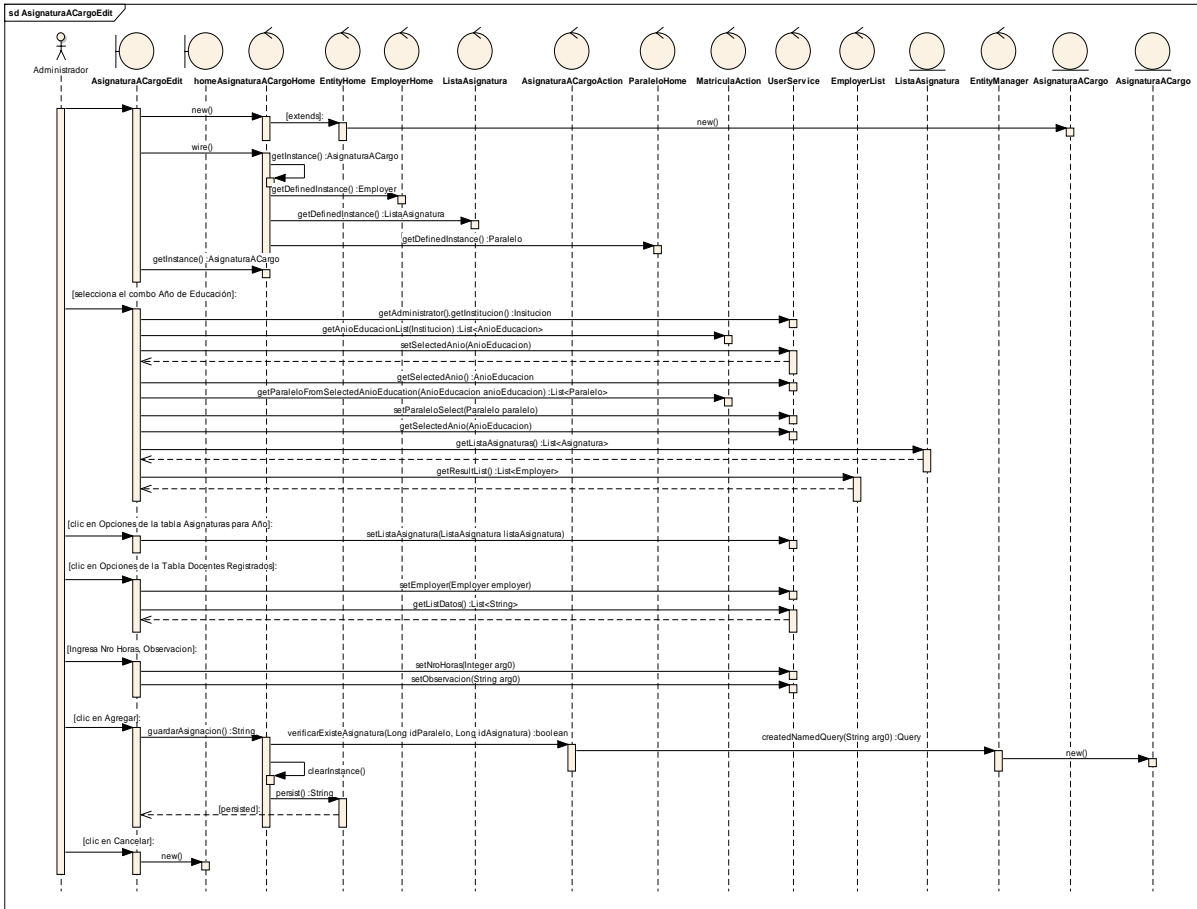 sd AsignaturaACargoEdit
Administrador
AsignaturaACargoEdit
home
AsignaturaACargoHome
EntityHome
EmployerHome
ListaAsignatura
AsignaturaACargoAction
ParaleloHome
MatriculaAction
UserService
EmployerList
ListaAsignatura
EntityManager
AsignaturaACargo
AsignaturaACargo
new()
[extends]:
new()
wire()
getInstance() :AsignaturaACargo
getDefinedInstance() :Employer
getDefinedInstance() :ListaAsignatura
getDefinedInstance() :Paralelo
getInstance() :AsignaturaACargo
[selecciona el combo Año de Educación]:
getAdministrator().getInstitucion() :Insitucion
getAnioEducacionList(Institucion) :List<AnioEducacion>
setSelectedAnio(AnioEducacion)
getSelectedAnio() :AnioEducacion
getParaleloFromSelectedAnioEducation(AnioEducacion anioEducacion) :List<Paralelo>
setParaleloSelect(Paralelo paralelo)
getSelectedAnio(AnioEducacion)
getListaAsignaturas() :List<Asignatura>
getResultList() :List<Employer>
[clic en Opciones de la tabla Asignaturas para Año]:
setListaAsignatura(ListaAsignatura listaAsignatura)
[clic en Opciones de la Tabla Docentes Registrados]:
setEmployer(Employer employer)
getListDatos() :List<String>
[Ingresa Nro Horas, Observacion]:
setNroHoras(Integer arg0)
setObservacion(String arg0)
[clic en Agregar]:
guardarAsignacion() :String
verificarExisteAsignatura(Long idParalelo, Long idAsignatura) :boolean
createdNamedQuery(String arg0) :Query
new()
clearInstance()
persist() :String
[persisted]:
[clic en Cancelar]:
new()